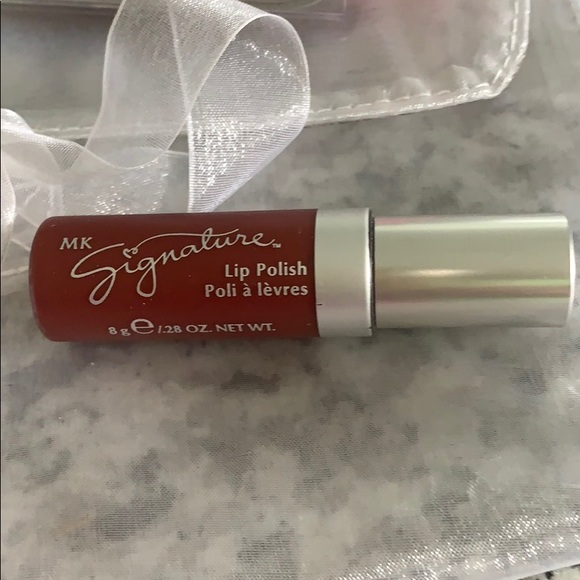 MK
Signature™
Lip Polish
Poli à lèvres
8 g ℮ /.28 OZ. NET WT.